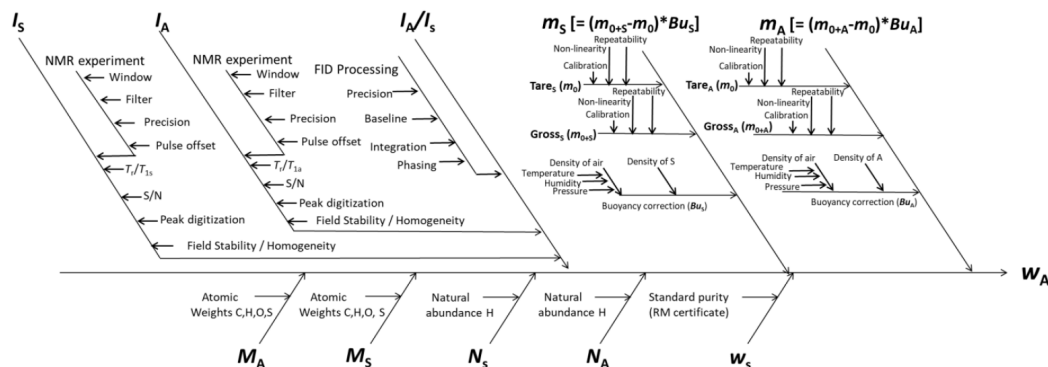 I_S
I_A
I_A/I_s
m_S [= (m_0+S-m_0)*Bu_S]
m_A [= (m_0+A-m_0)*Bu_A]
NMR experiment
Window
Filter
Precision
Pulse offset
T_r/T_1s
S/N
Peak digitization
Field Stability / Homogeneity
NMR experiment
Window
Filter
Precision
Pulse offset
T_r/T_1a
S/N
Peak digitization
Field Stability / Homogeneity
FID Processing
Precision
Baseline
Integration
Phasing
Repeatability
Non-linearity
Calibration
Tare_S (m_0)
Repeatability
Non-linearity
Calibration
Gross_S (m_0+S)
Density of air
Density of S
Temperature
Humidity
Pressure
Buoyancy correction (Bu_S)
Repeatability
Non-linearity
Calibration
Tare_A (m_0)
Repeatability
Non-linearity
Calibration
Gross_A (m_0+A)
Density of air
Density of A
Temperature
Humidity
Pressure
Buoyancy correction (Bu_A)
w_A
Atomic
Weights C,H,O,S
Atomic
Weights C,H,O, S
Natural
abundance H
Natural
abundance H
Standard purity
(RM certificate)
M_A
M_S
N_s
N_A
w_s